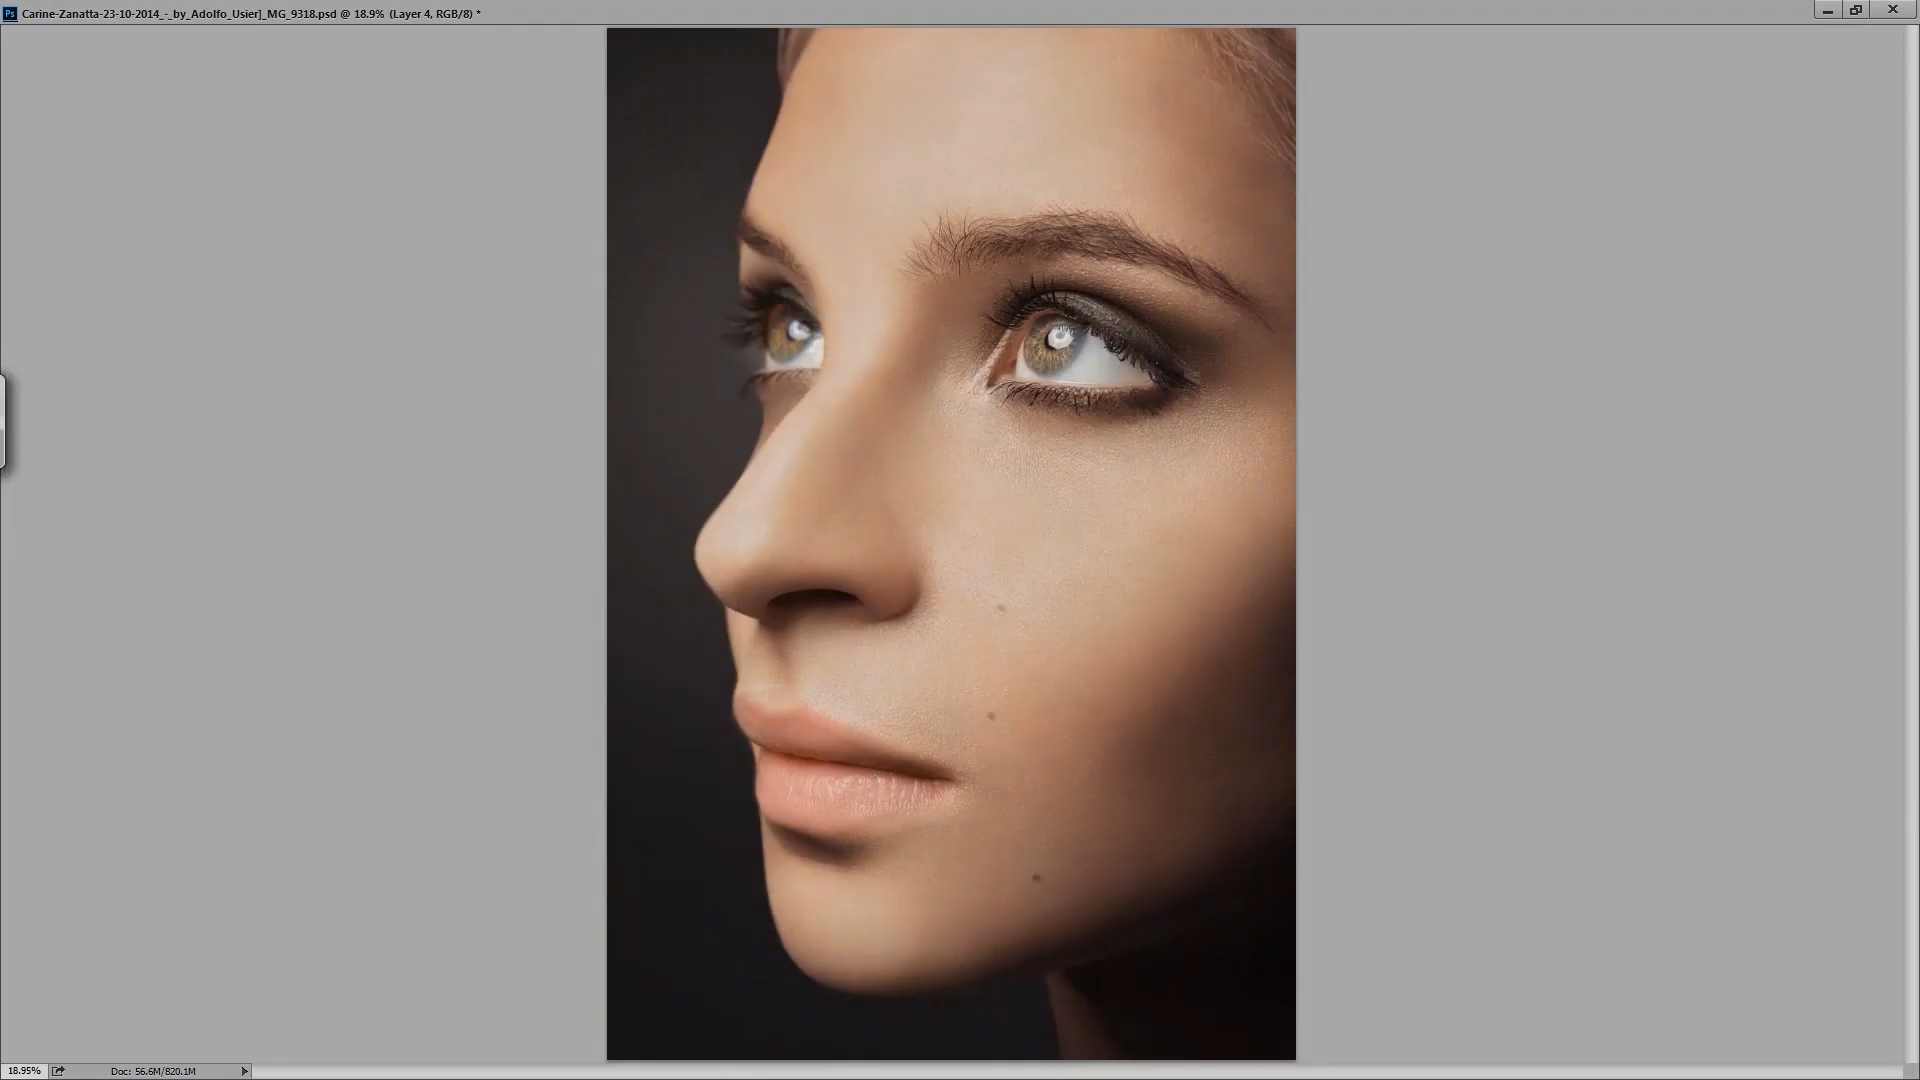 Ps Carine-Zanatta-23-10-2014_-_by_Adolfo_Usier]_MG_9318.psd @ 18.9% (Layer 4, RGB/8) *
18.95% Doc: 56.6M/820.1M